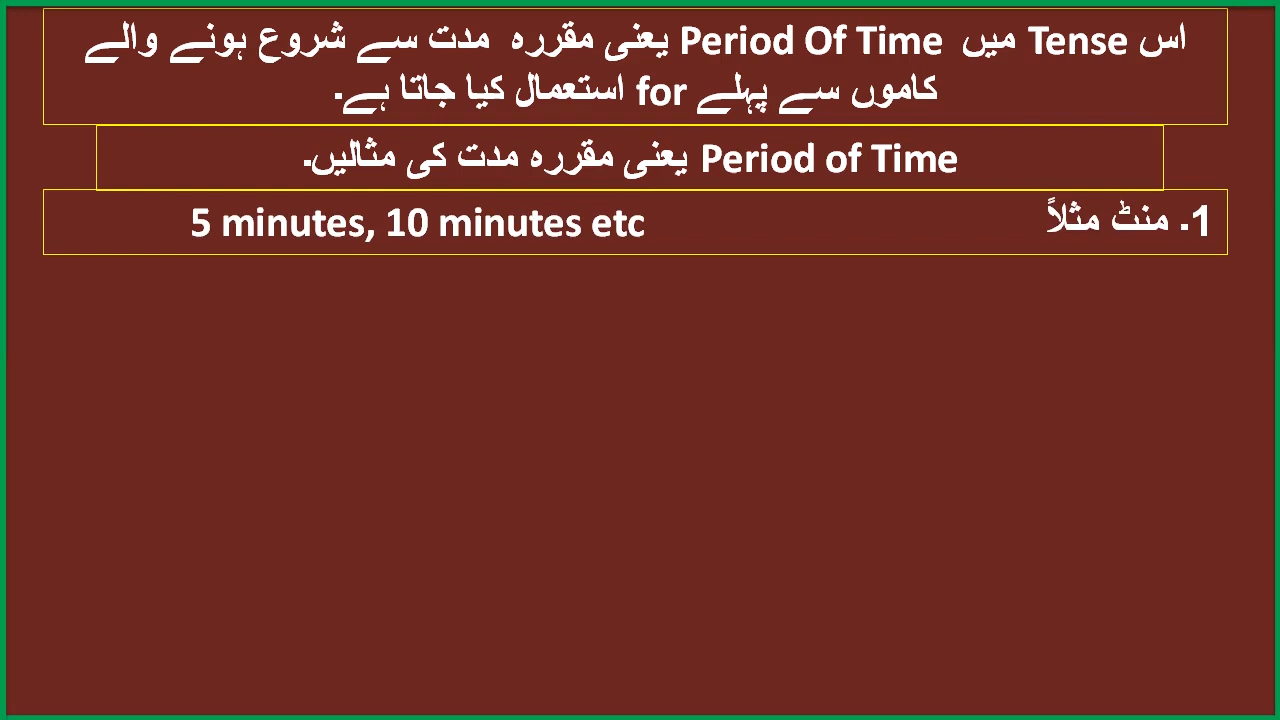 اس Tense میں Period Of Time یعنی مقررہ مدت سے شروع ہونے والے
کاموں سے پہلے for استعمال کیا جاتا ہے۔
Period of Time یعنی مقررہ مدت کی مثالیں۔
1۔ منٹ مثلاً 5 minutes, 10 minutes etc